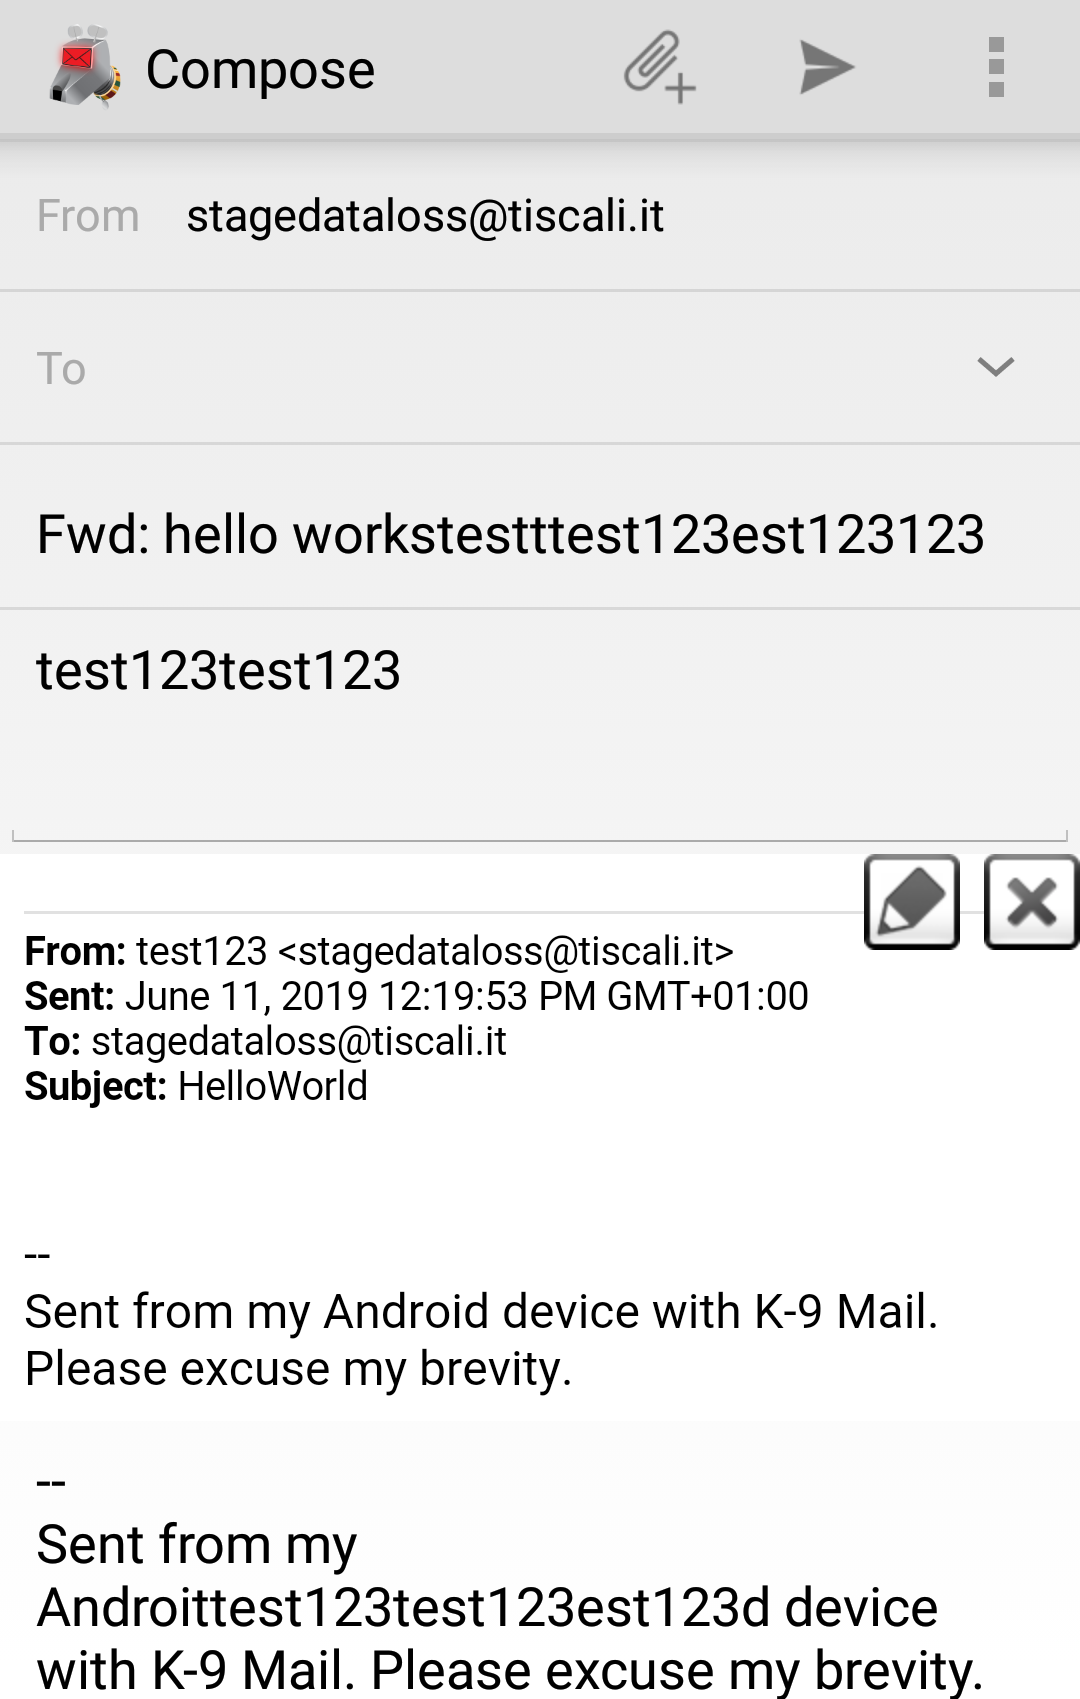 Compose
From stagedataloss@tiscali.it
To
Fwd: hello workstestttest123est123123
test123test123
From: test123 <stagedataloss@tiscali.it>
Sent: June 11, 2019 12:19:53 PM GMT+01:00
To: stagedataloss@tiscali.it
Subject: HelloWorld
--
Sent from my Android device with K-9 Mail.
Please excuse my brevity.
--
Sent from my
Androittest123test123est123d device
with K-9 Mail. Please excuse my brevity.